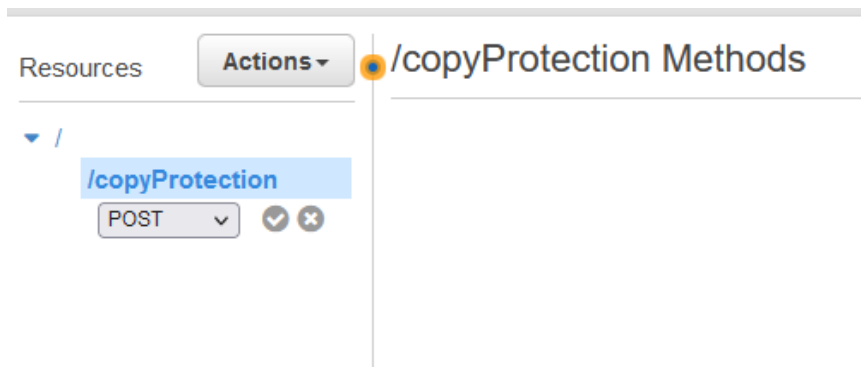 Resources
Actions
/copyProtection Methods
/
/copyProtection
POST